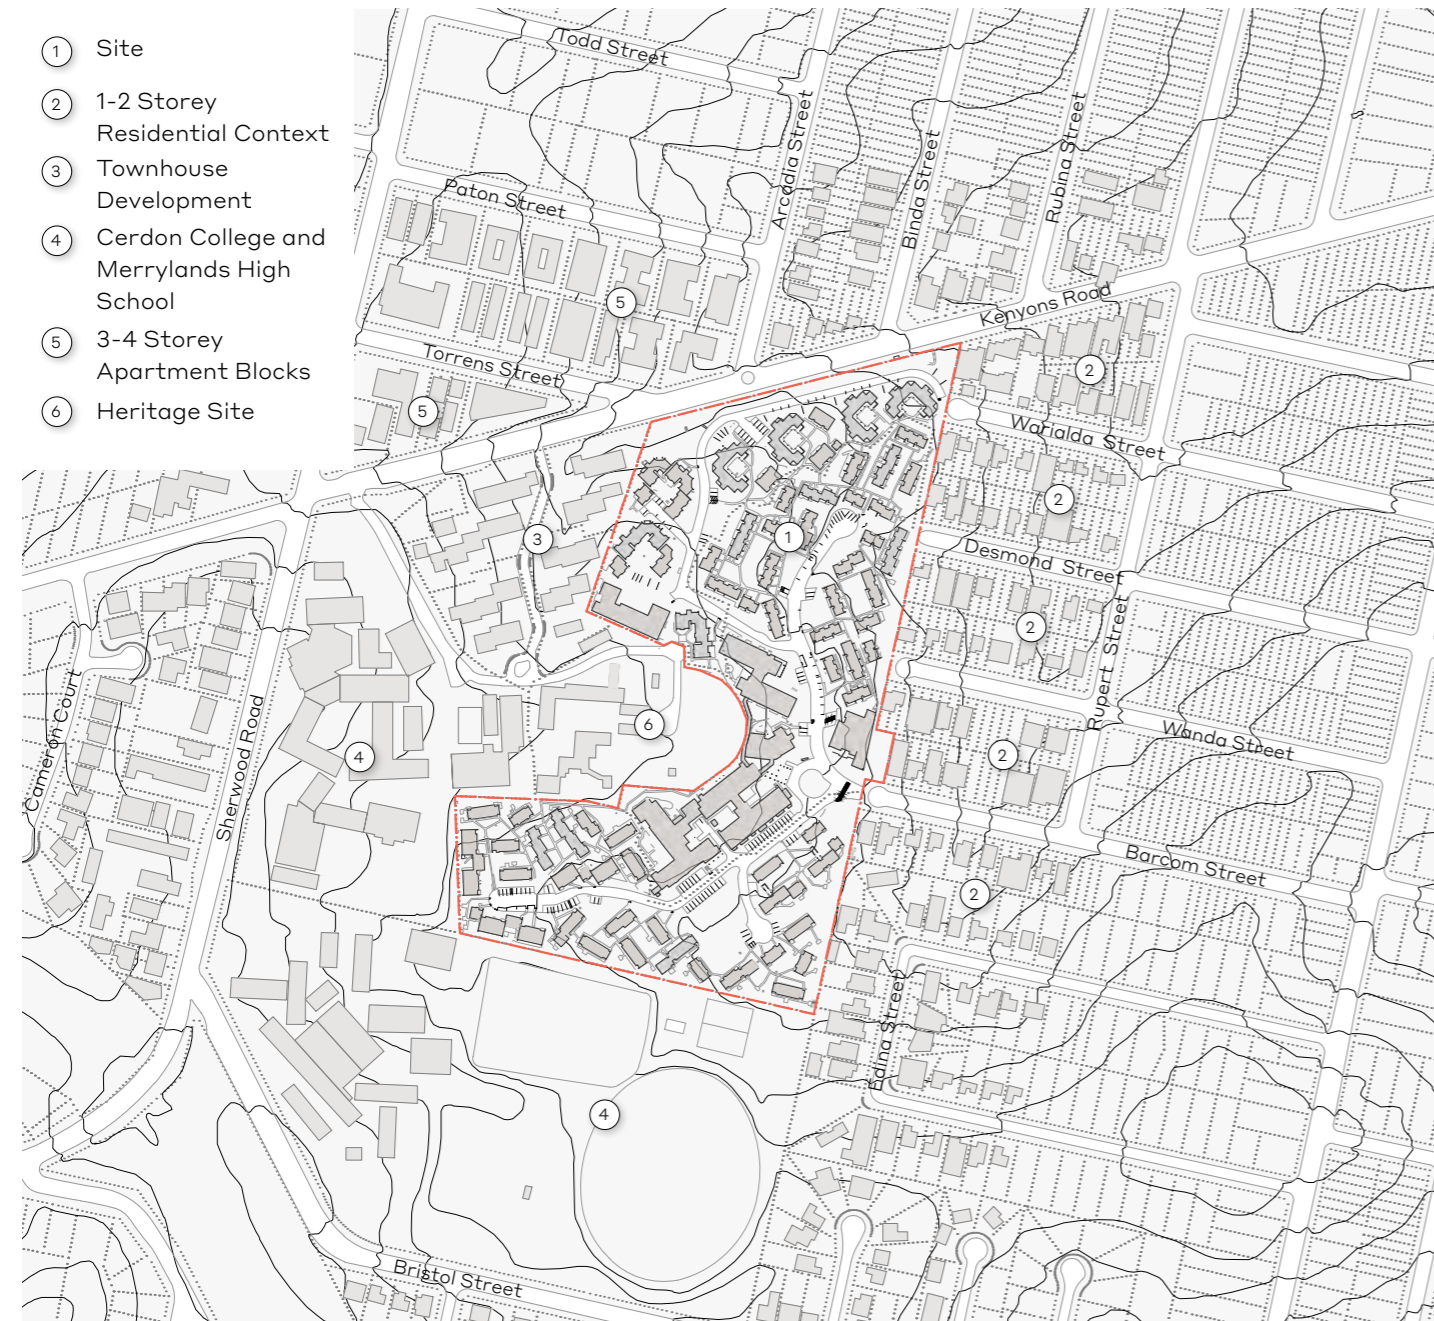 1 Site
2 1-2 Storey
Residential Context
3 Townhouse
Development
4 Cerdon College and
Merrylands High
School
5 3-4 Storey
Apartment Blocks
6 Heritage Site
Todd Street
Arcadia Street
Binda Street
Rubina Street
Paton Street
Kenyons Road
5
Torrens Street
2
5
Warialda Street
2
3
1
Desmond Street
2
Rupert Street
Cameron Court
Sherwood Road
6
4
2
Wanda Street
Barcom Street
2
Edina Street
4
Bristol Street